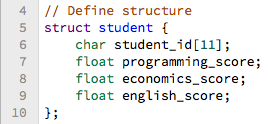 4 // Define structure
5 struct student {
6     char student_id[11];
7     float programming_score;
8     float economics_score;
9     float english_score;
10 };